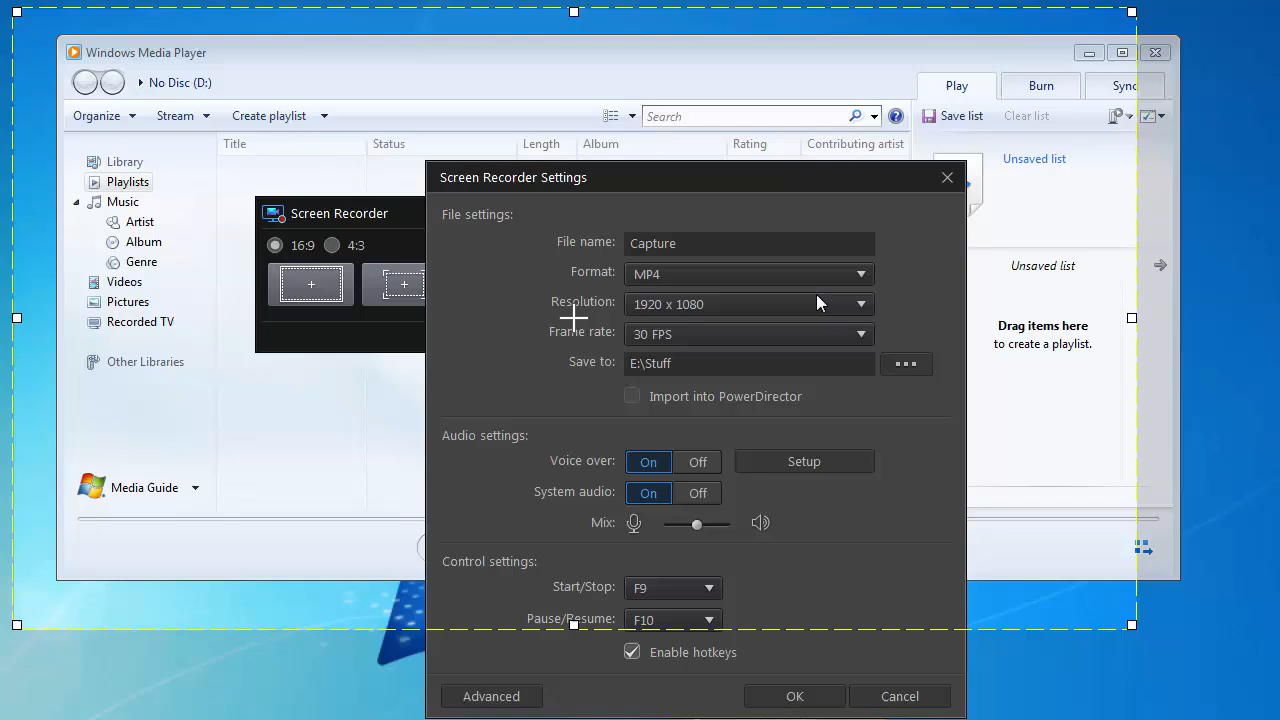 Windows Media Player
No Disc (D:)
Play
Burn
Sync
Organize
Stream
Create playlist
Search
Save list
Clear list
Title
Status
Length
Album
Rating
Contributing artist
Library
Playlists
Music
Artist
Album
Genre
Videos
Pictures
Recorded TV
Other Libraries
Media Guide
Unsaved list
Unsaved list
Drag items here
to create a playlist.
Screen Recorder
16:9
4:3
Screen Recorder Settings
File settings:
File name: Capture
Format: MP4
Resolution: 1920 x 1080
Frame rate: 30 FPS
Save to: E:\Stuff
Import into PowerDirector
Audio settings:
Voice over: On Off Setup
System audio: On Off
Mix:
Control settings:
Start/Stop: F9
Pause/Resume: F10
Enable hotkeys
Advanced
OK
Cancel